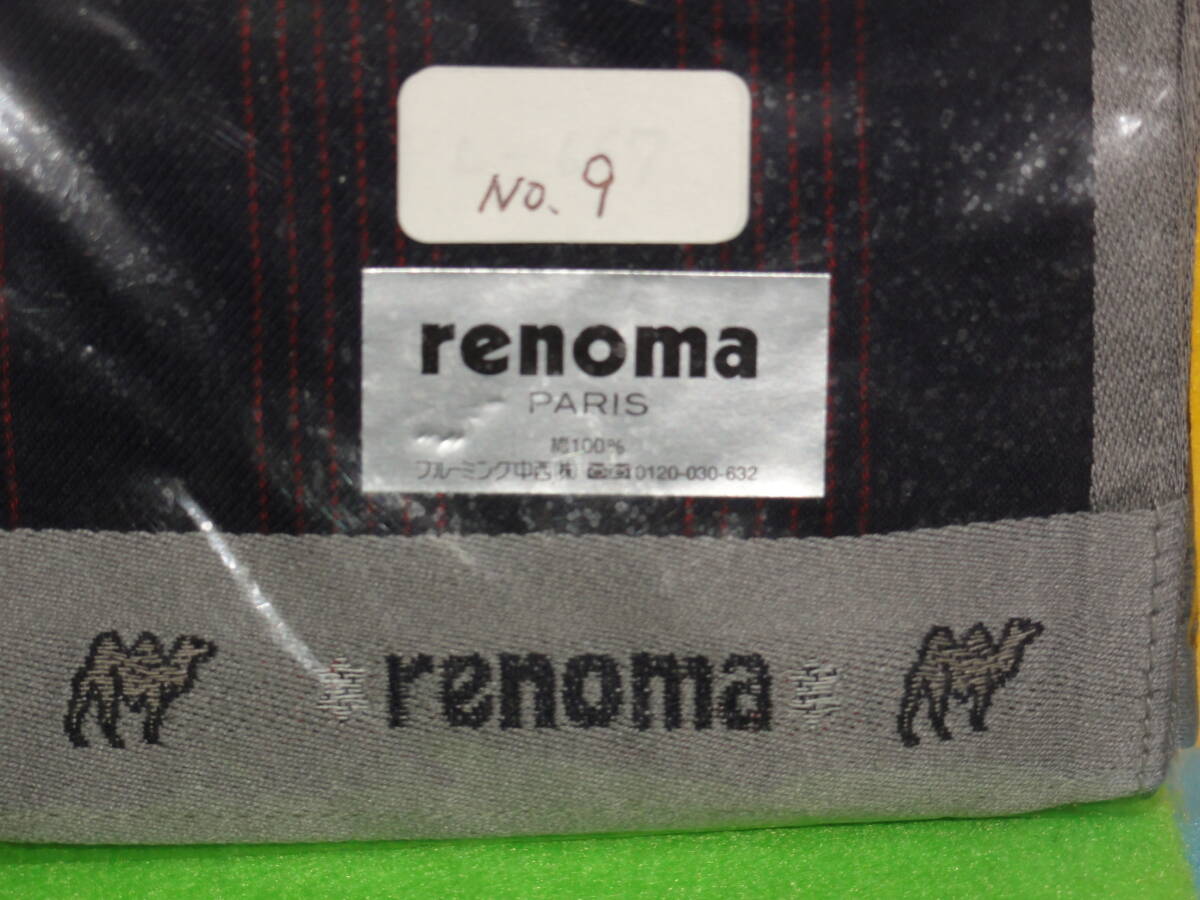 No. 9
renoma
PARIS
綿100%
ブルーミング中西(株) 0120-030-632
renoma